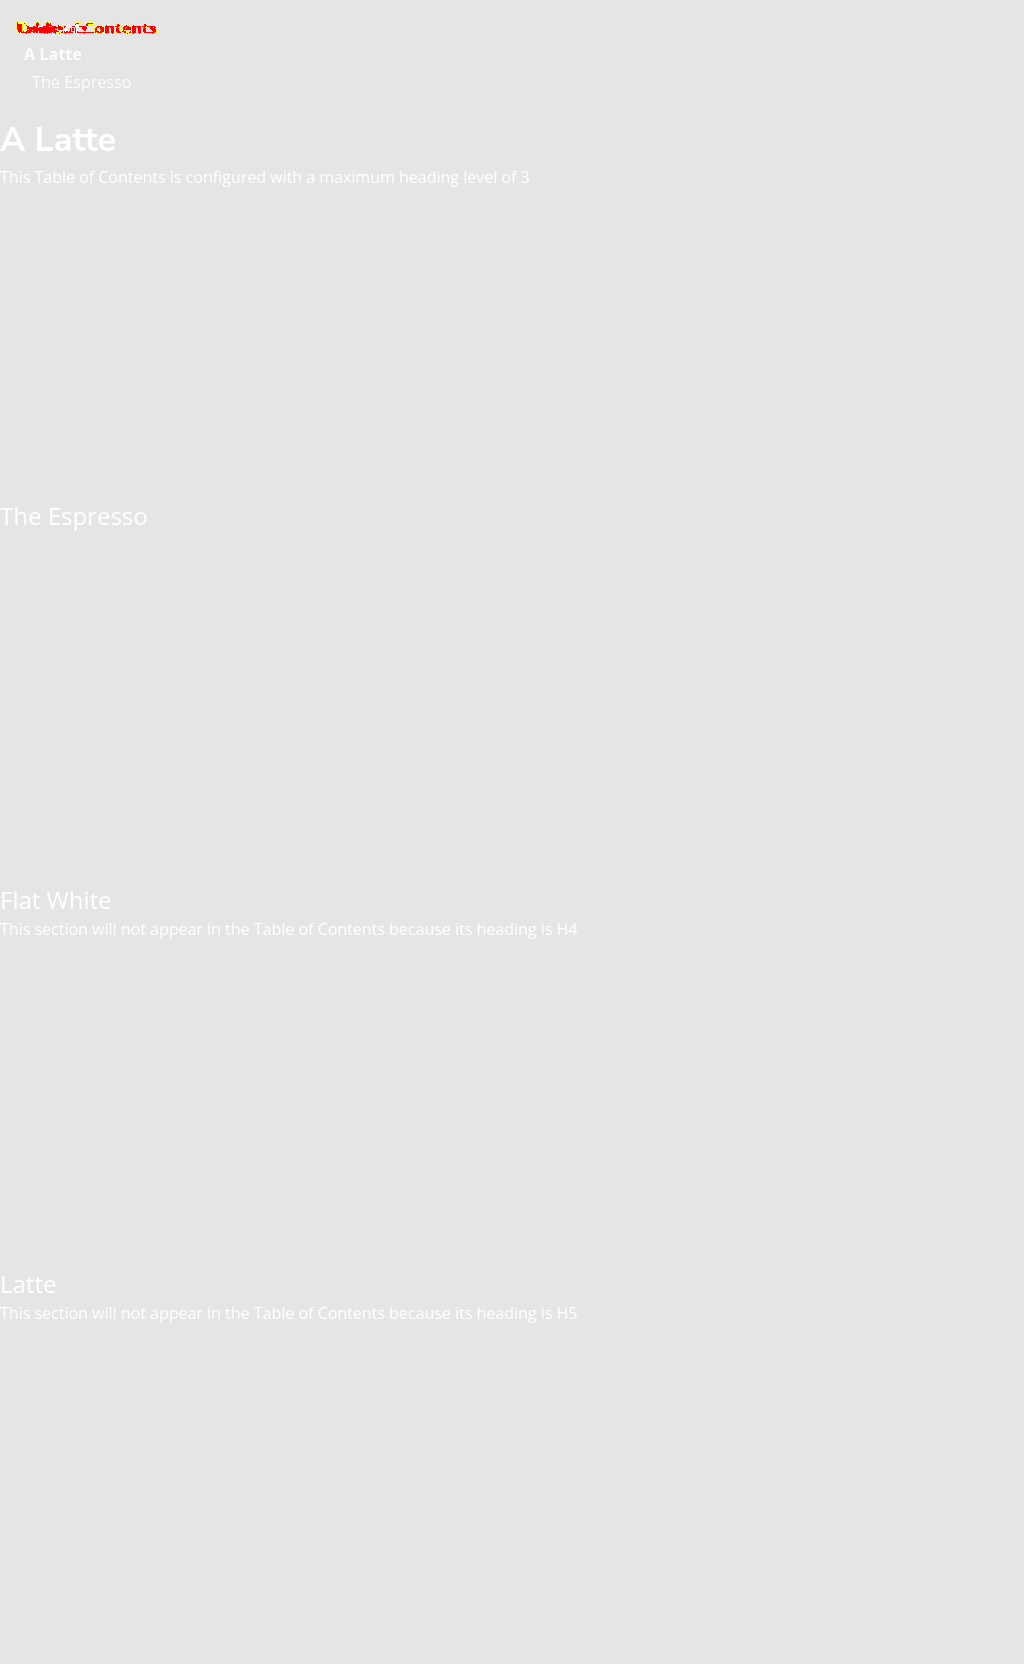 A Latte
The Espresso
A Latte
This Table of Contents is configured with a maximum heading level of 3
The Espresso
Flat White
This section will not appear in the Table of Contents because its heading is H4
Latte
This section will not appear in the Table of Contents because its heading is H5